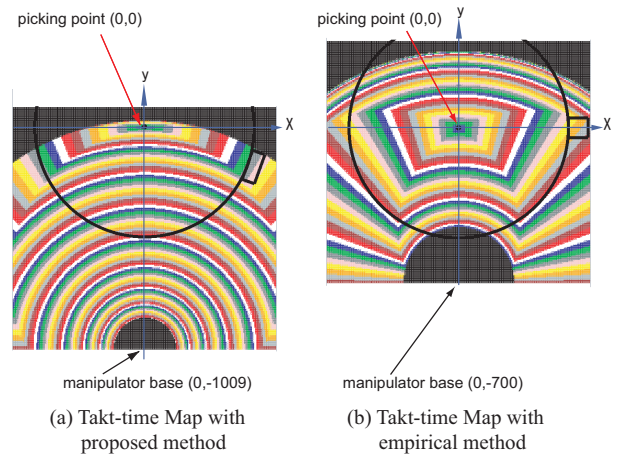 picking point (0,0)
y
X
manipulator base (0,-1009)
(a) Takt-time Map with
proposed method
picking point (0,0)
y
X
manipulator base (0,-700)
(b) Takt-time Map with
empirical method